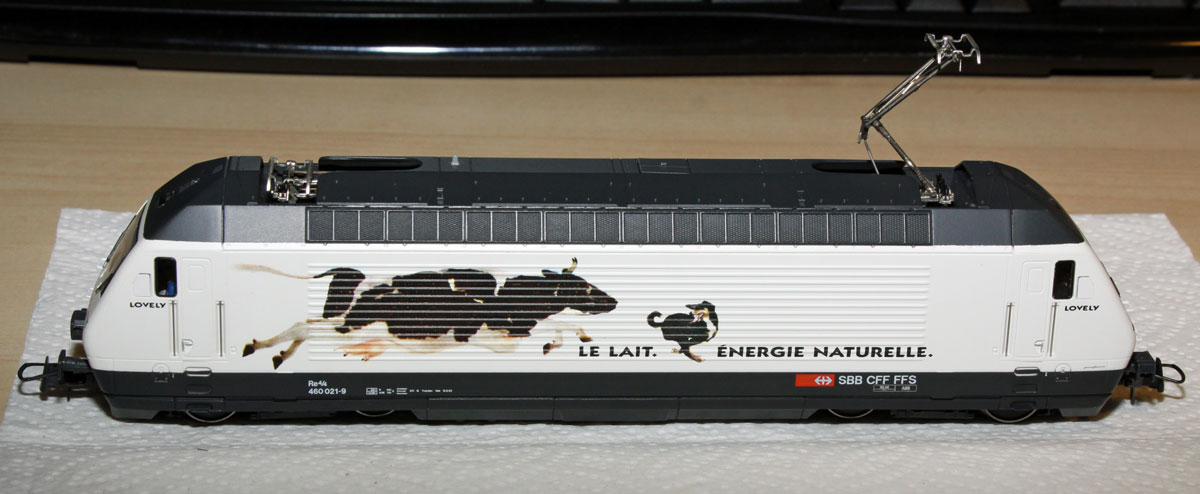 LOVELY
LOVELY
LE LAIT. ÉNERGIE NATURELLE.
Re 4/4
460 021-9
SBB CFF FFS